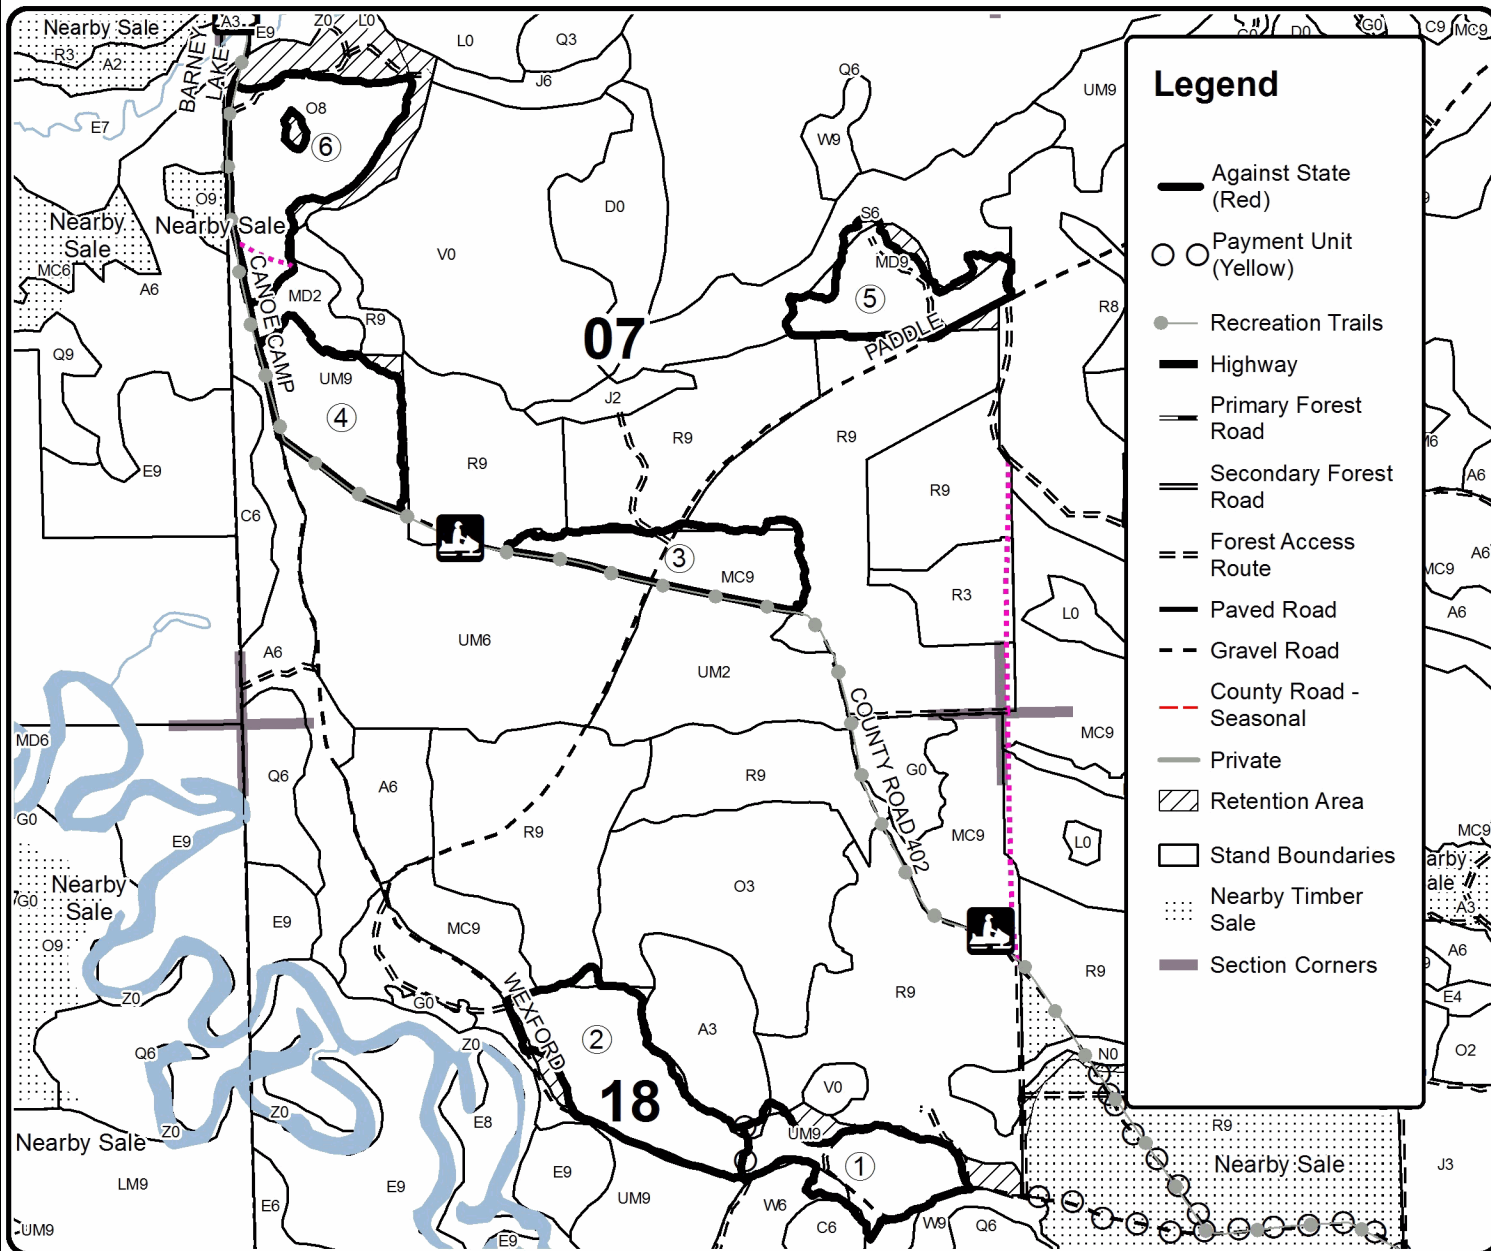 Nearby Sale
A3
E9
Z0
L0
L0
Q3
G0
D0
G0
C9
MC9
R3
A2
BARNEY
LAKE
J6
Q6
UM9
E7
O8
6
W9
O9
D0
S6
Nearby
Sale
Nearby Sale
V0
MD9
MC6
A6
CANOE CAMP
MD2
5
R8
R9
07
PADDLE
Q9
UM9
J2
4
R9
R9
R9
E9
R9
A6
C6
3
MC9
A6
MC9
R3
L0
A6
UM6
A6
UM2
COUNTY ROAD 402
MD6
MC9
Q6
A6
R9
G0
G0
E9
R9
MC9
L0
MC9
arby
ale
Nearby
Sale
O3
G0
A3
O9
E9
MC9
A6
R9
Z0
G0
WEXFORD
R9
E4
Q6
Z0
2
A3
N0
O2
18
V0
Z0
Z0
E8
UM9
R9
Nearby Sale
1
Nearby Sale
J3
LM9
E9
E9
UM9
W6
E6
C6
W9
Q6
UM9
E9
Legend
Against State
(Red)
Payment Unit
(Yellow)
Recreation Trails
Highway
Primary Forest
Road
Secondary Forest
Road
Forest Access
Route
Paved Road
Gravel Road
County Road -
Seasonal
Private
Retention Area
Stand Boundaries
Nearby Timber
Sale
Section Corners